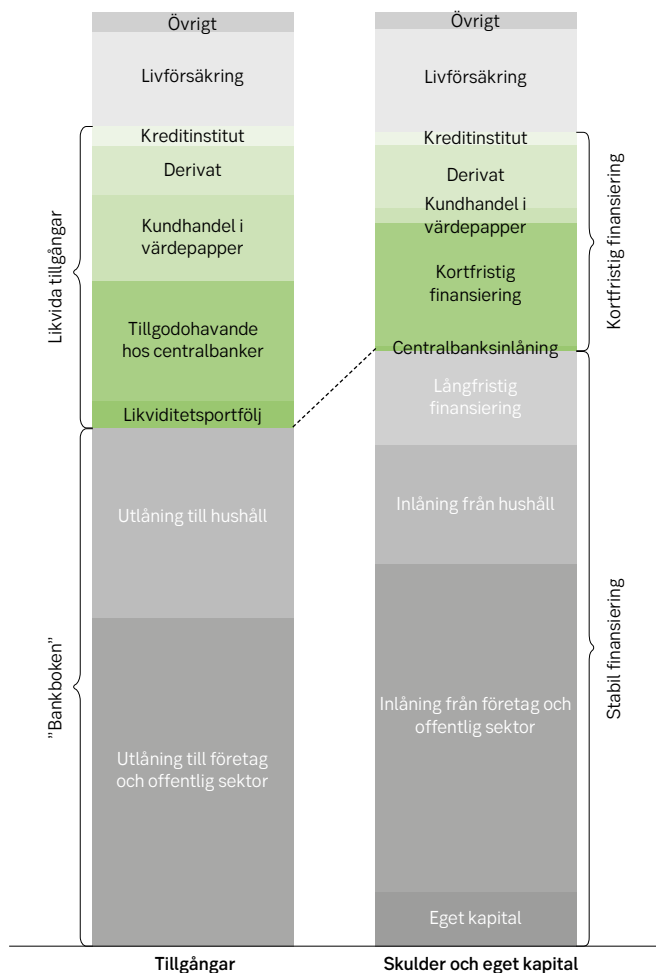 Övrigt
Livförsäkring
Kreditinstitut
Derivat
Kundhandel i
värdepapper
Tillgodohavande
hos centralbanker
Likviditetsportfölj
Utlåning till hushåll
Utlåning till företag
och offentlig sektor
Likvida tillgångar
"Bankboken"
Tillgångar
Övrigt
Livförsäkring
Kreditinstitut
Derivat
Kundhandel i
värdepapper
Kortfristig
finansiering
Centralbanksinlåning
Långfristig
finansiering
Inlåning från hushåll
Inlåning från företag och
offentlig sektor
Eget kapital
Kortfristig finansiering
Stabil finansiering
Skulder och eget kapital